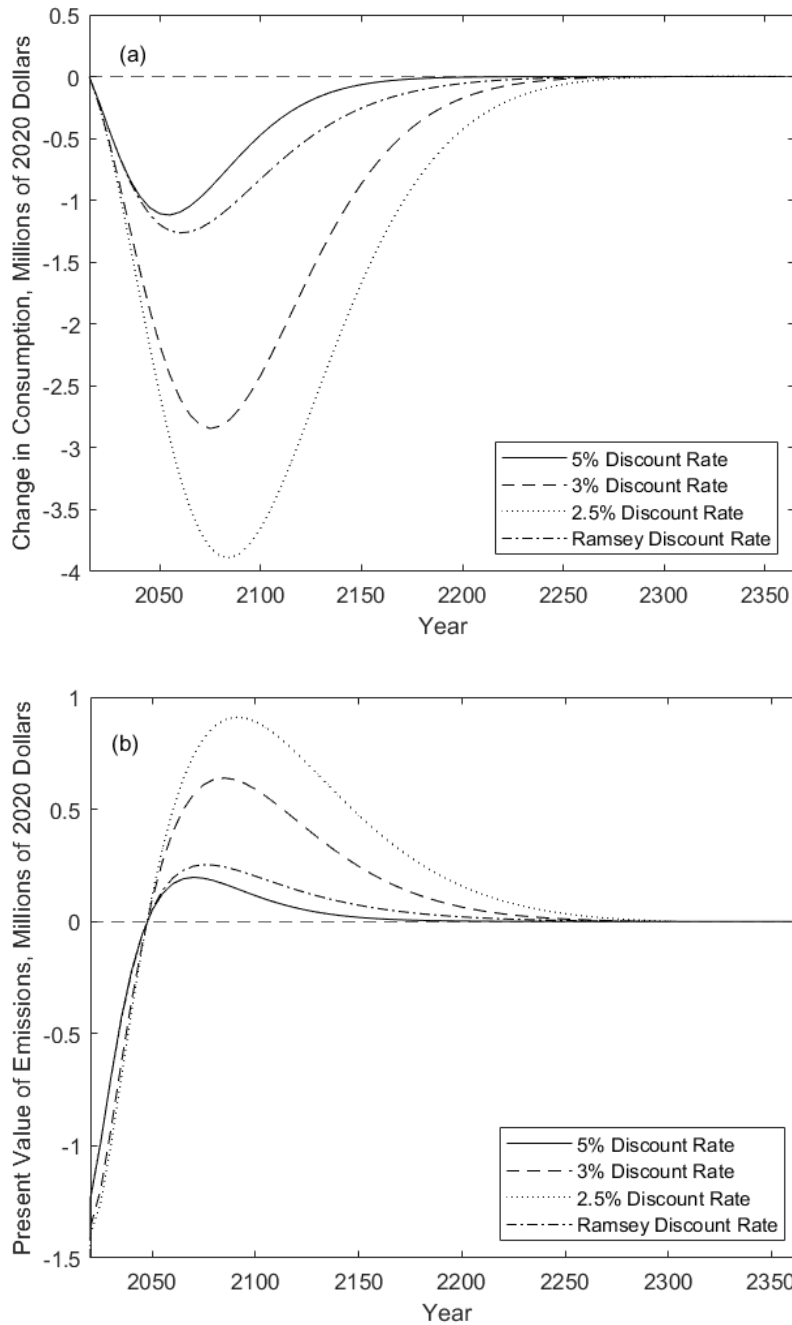 (a)
Change in Consumption, Millions of 2020 Dollars
0.5
0
-0.5
-1
-1.5
-2
-2.5
-3
-3.5
-4
5% Discount Rate
3% Discount Rate
2.5% Discount Rate
Ramsey Discount Rate
2050 2100 2150 2200 2250 2300 2350
Year
(b)
Present Value of Emissions, Millions of 2020 Dollars
1
0.5
0
-0.5
-1
-1.5
5% Discount Rate
3% Discount Rate
2.5% Discount Rate
Ramsey Discount Rate
2050 2100 2150 2200 2250 2300 2350
Year